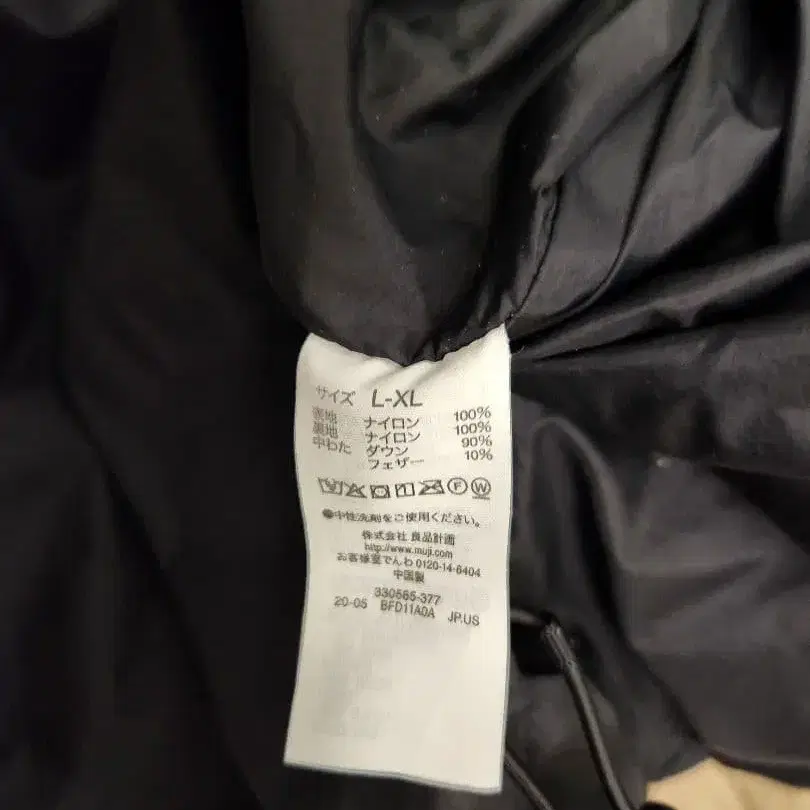 サイズ L-XL
表地 ナイロン 100%
裏地 ナイロン 100%
中わた ダウン 90%
フェザー 10%
F W
●中性洗剤をご使用ください。
株式会社 良品計画
http://www.muji.com
お客様室でんわ 0120-14-6404
中国製
330565-377
20-05 BFD11A0A JP.US